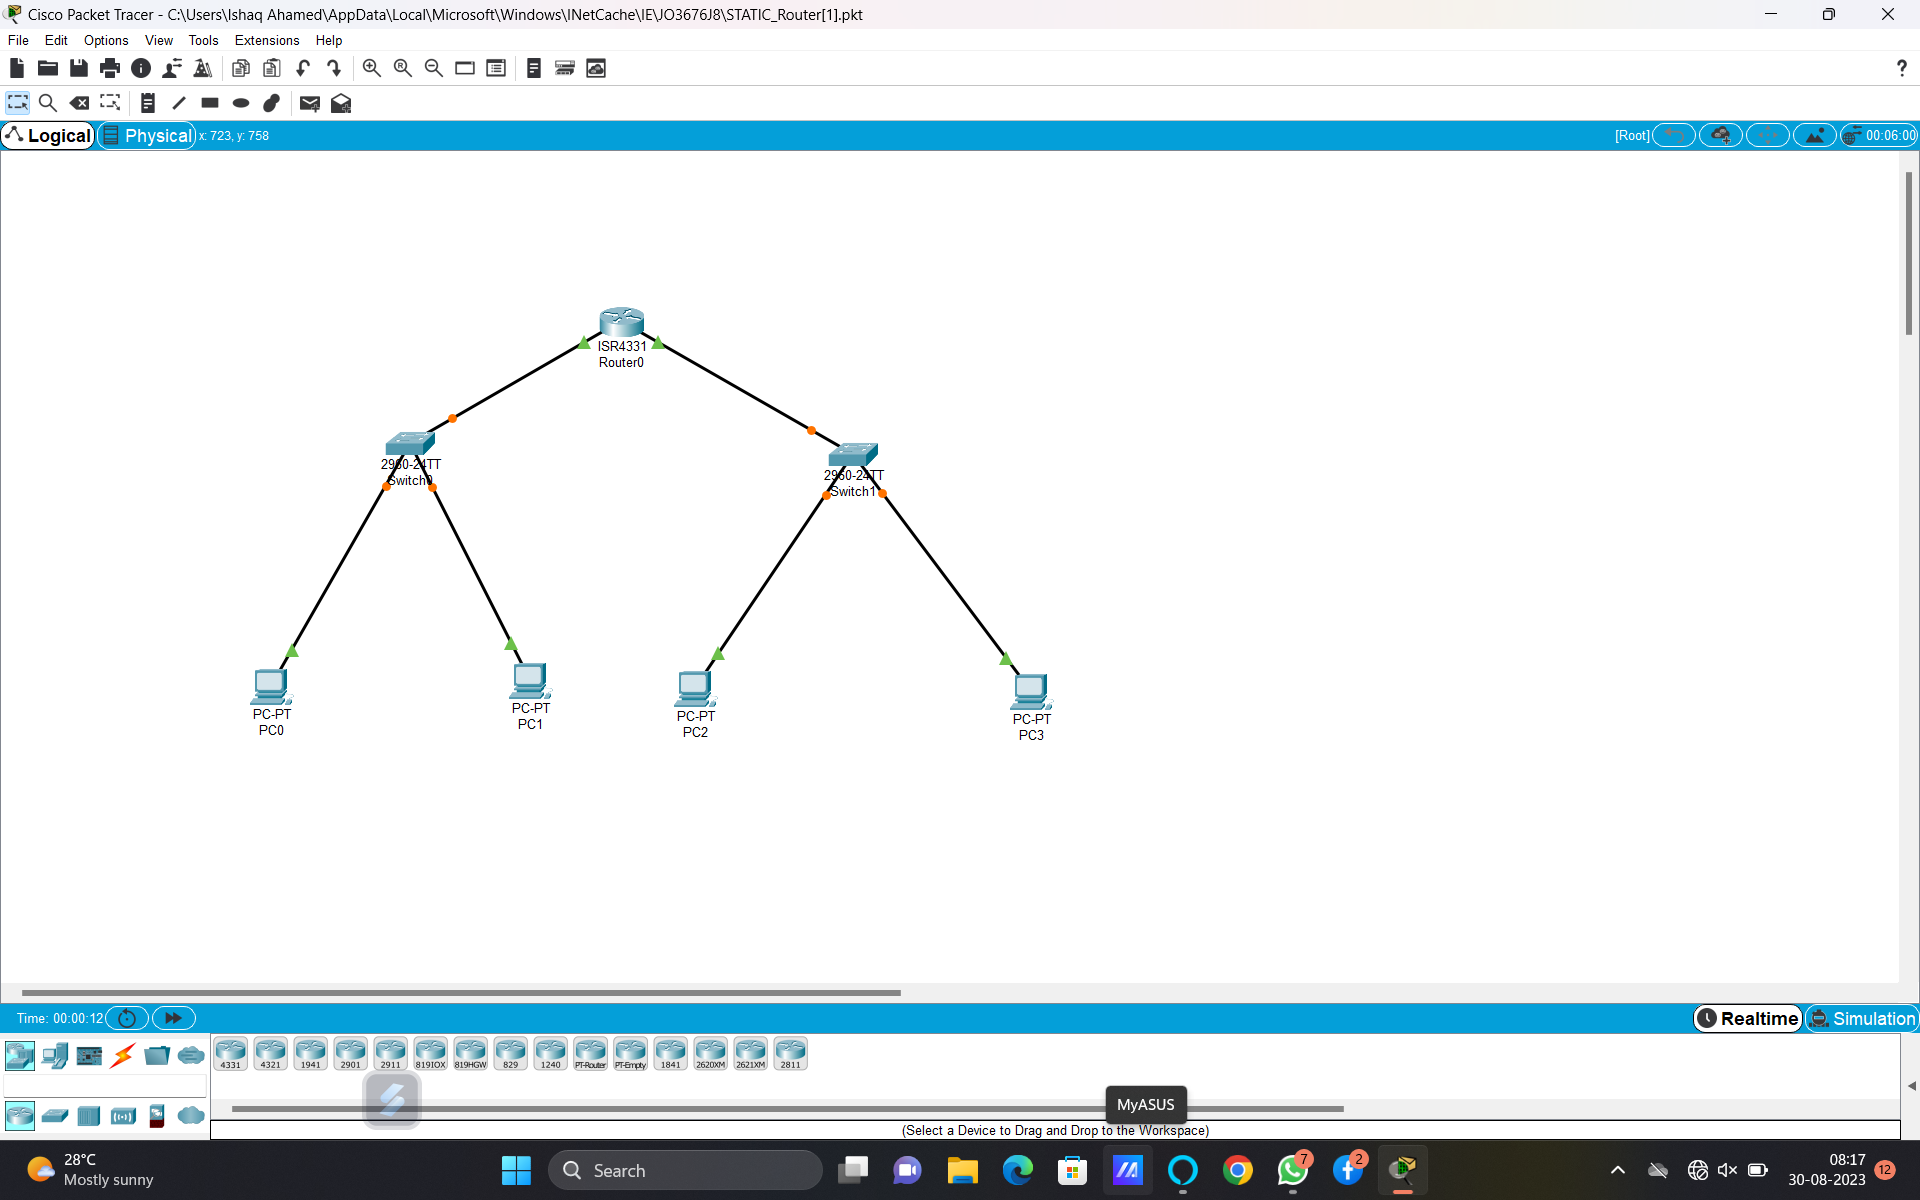 Cisco Packet Tracer - C:\Users\Ishaq Ahamed\AppData\Local\Microsoft\Windows\INetCache\IE\JO3676J8\STATIC_Router[1].pkt
File Edit Options View Tools Extensions Help
Logical Physical x: 723, y: 758 [Root] 00:06:00
ISR4331
Router0
2960-24TT
Switch0
2960-24TT
Switch1
PC-PT
PC0
PC-PT
PC1
PC-PT
PC2
PC-PT
PC3
Time: 00:00:12 Realtime Simulation
4331 4321 1941 2901 2911 819IOX 819HGW 829 1240 PT-Router PT-Empty 1841 2620XM 2621XM 2811
MyASUS
(Select a Device to Drag and Drop to the Workspace)
28°C
Mostly sunny
Search
7
2
08:17
30-08-2023
12